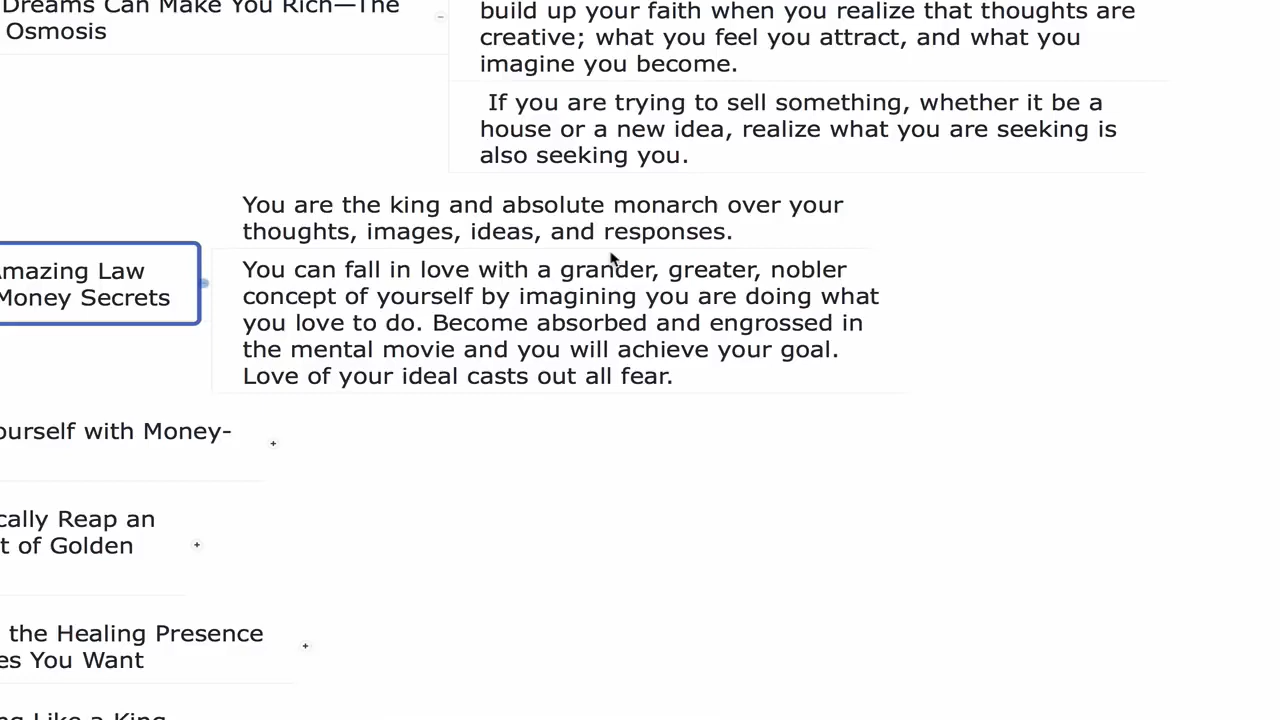 Dreams Can Make You Rich—The
Osmosis
build up your faith when you realize that thoughts are
creative; what you feel you attract, and what you
imagine you become.
If you are trying to sell something, whether it be a
house or a new idea, realize what you are seeking is
also seeking you.
Amazing Law
Money Secrets
You are the king and absolute monarch over your
thoughts, images, ideas, and responses.
You can fall in love with a grander, greater, nobler
concept of yourself by imagining you are doing what
you love to do. Become absorbed and engrossed in
the mental movie and you will achieve your goal.
Love of your ideal casts out all fear.
ourself with Money-
cally Reap an
t of Golden
the Healing Presence
es You Want
ng Like a King